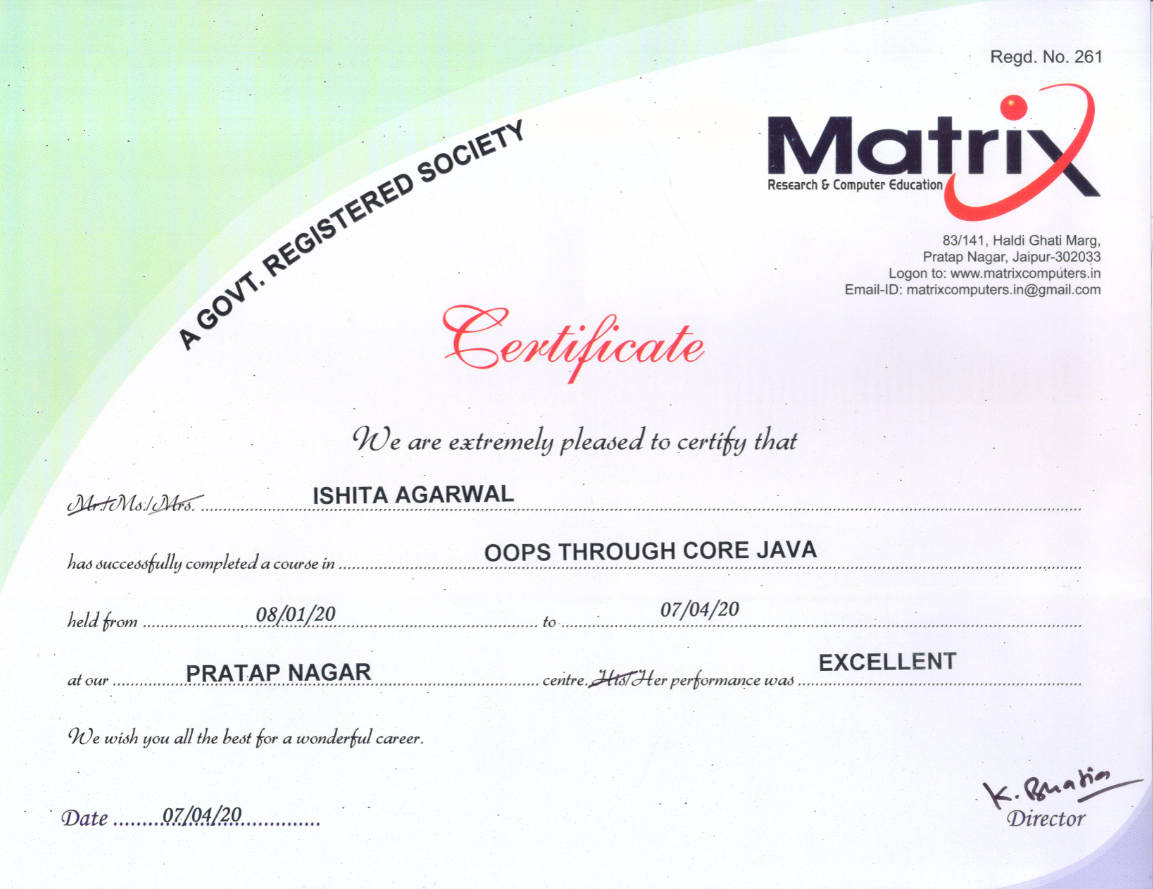 Regd. No. 261
Matrix
Research & Computer Education
83/141, Haldi Ghati Marg,
Pratap Nagar, Jaipur-302033
Logon to: www.matrixcomputers.in
Email-ID: matrixcomputers.in@gmail.com
A GOVT. REGISTERED SOCIETY
Certificate
We are extremely pleased to certify that
Mr./Ms./Mrs. ISHITA AGARWAL
has successfully completed a course in OOPS THROUGH CORE JAVA
held from 08/01/20 to 07/04/20
at our PRATAP NAGAR centre. His/Her performance was EXCELLENT
We wish you all the best for a wonderful career.
K. Bhatia
Date 07/04/20 Director